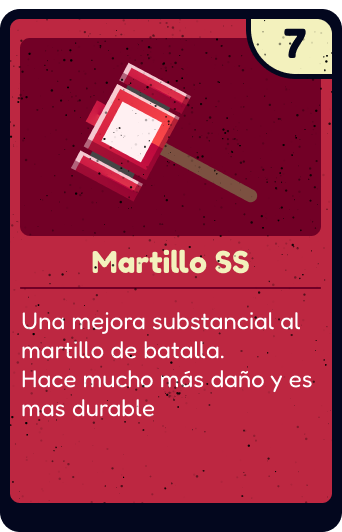 7
Martillo SS
Una mejora substancial al
martillo de batalla.
Hace mucho más daño y es
mas durable